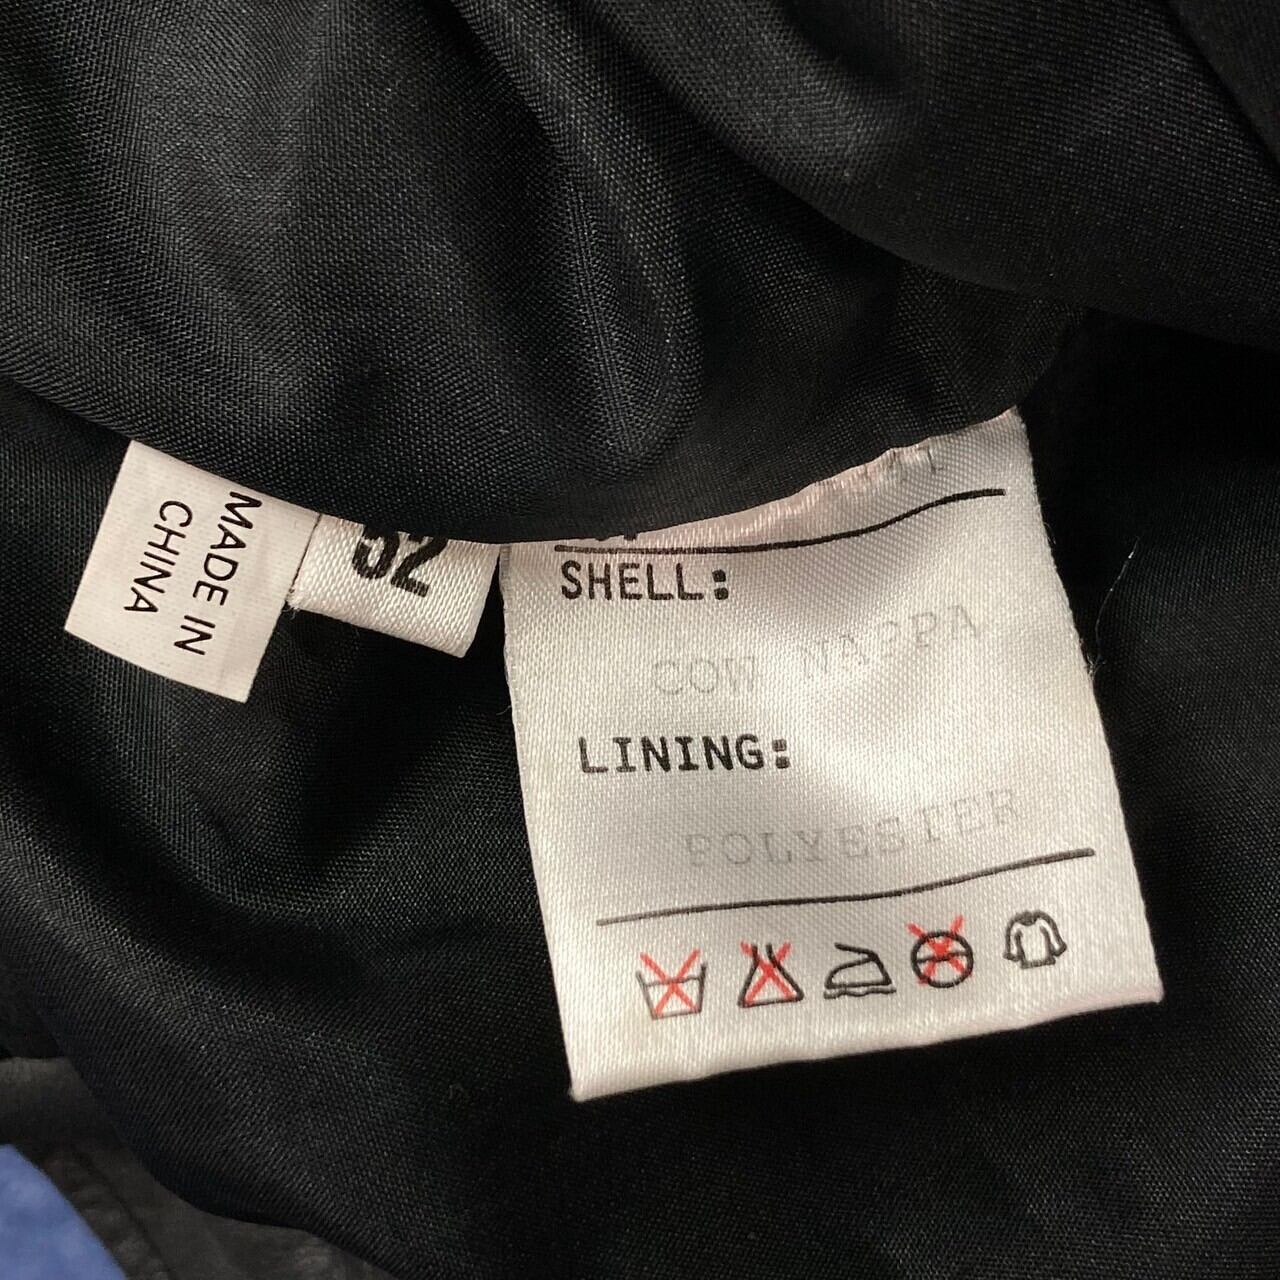 MADE IN
CHINA
52
SHELL:
COW NAPPA
LINING:
POLYESTER